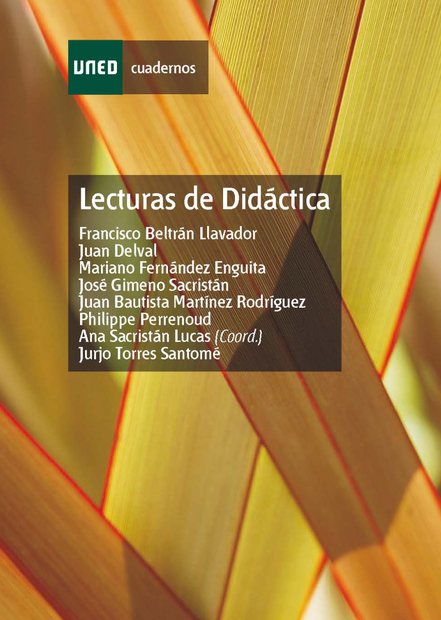 UNED cuadernos
Lecturas de Didáctica
Francisco Beltrán Llavador
Juan Delval
Mariano Fernández Enguita
José Gimeno Sacristán
Juan Bautista Martínez Rodríguez
Philippe Perrenoud
Ana Sacristán Lucas (Coord.)
Jurjo Torres Santomé